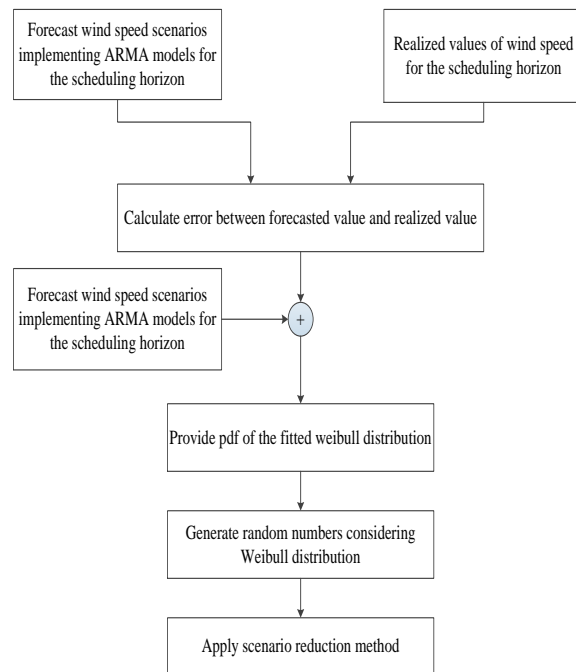 Forecast wind speed scenarios
implementing ARMA models for
the scheduling horizon
Realized values of wind speed
for the scheduling horizon
Calculate error between forecasted value and realized value
Forecast wind speed scenarios
implementing ARMA models for
the scheduling horizon
+
Provide pdf of the fitted weibull distribution
Generate random numbers considering
Weibull distribution
Apply scenario reduction method